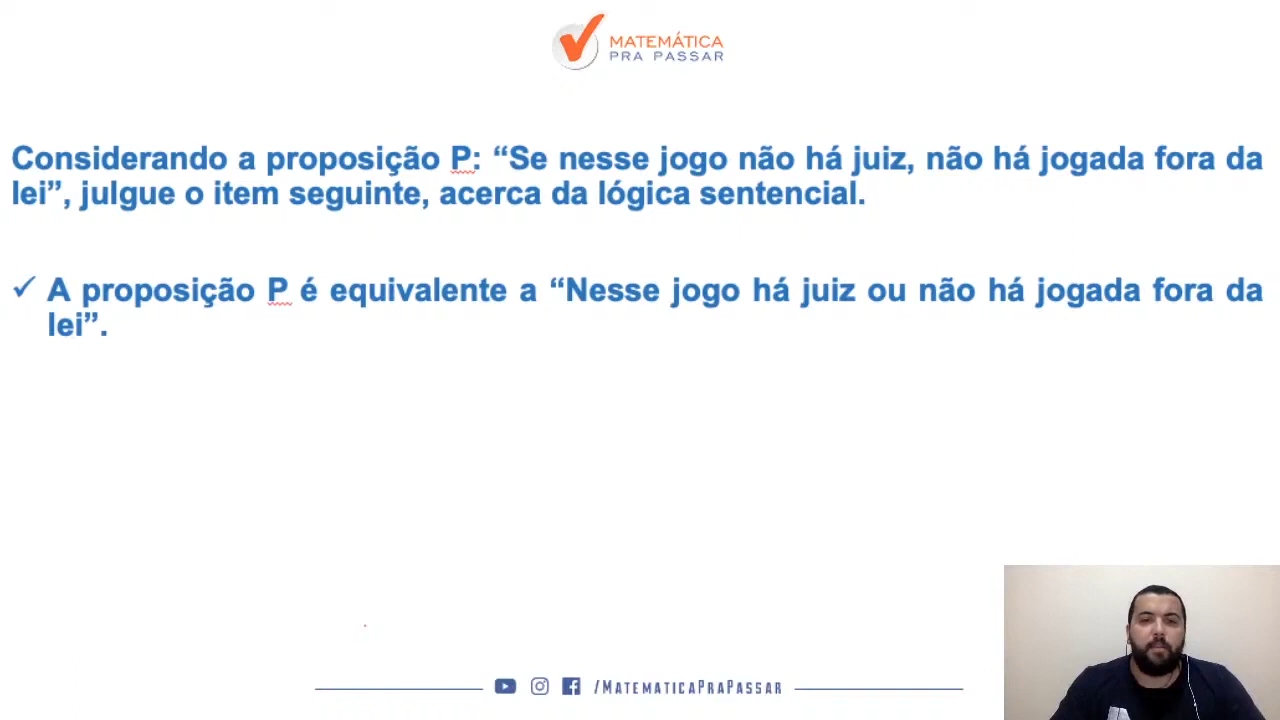 MATEMÁTICA
PRA PASSAR
Considerando a proposição P: “Se nesse jogo não há juiz, não há jogada fora da
lei”, julgue o item seguinte, acerca da lógica sentencial.
✓ A proposição P é equivalente a “Nesse jogo há juiz ou não há jogada fora da
lei”.
/MATEMATICAPRAPASSAR